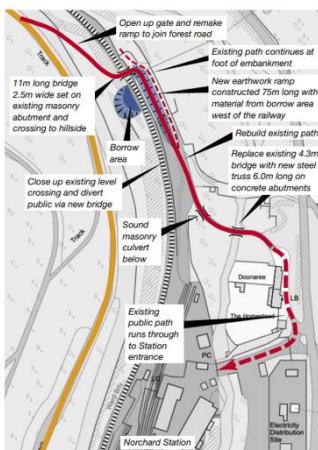 Open up gate and remake
ramp to join forest road
Track
Existing path continues at
foot of embankment
11m long bridge
2.5m wide set on
existing masonry
abutment and
crossing to hillside
New earthwork ramp
constructed 75m long with
material from borrow area
west of the railway
Borrow
area
Rebuild existing path
Replace existing 4.3m
bridge with new steel
truss 6.0m long on
concrete abutments
Close up existing level
crossing and divert
public via new bridge
Track
Sound
masonry
culvert
below
Doonarse
LB
Existing
public path
runs through
to Station
entrance
The Homestead
PC
Norchard Station
Electricity
Distribution
Site